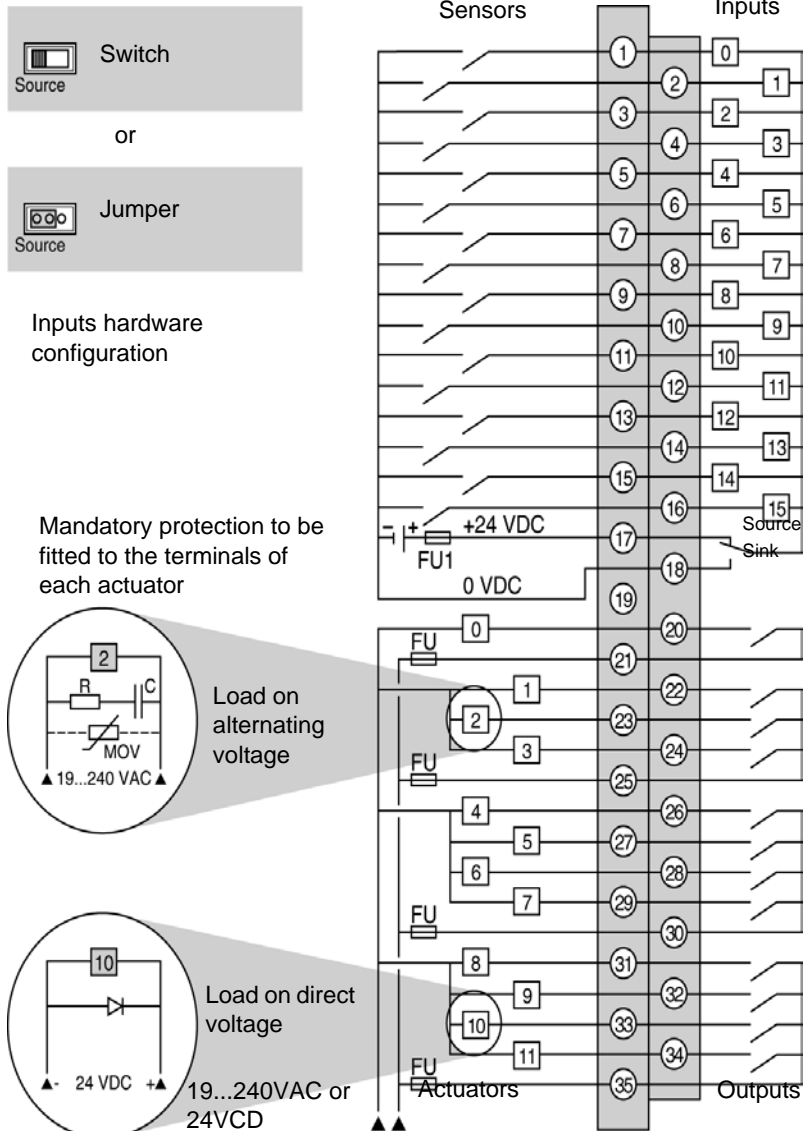 Sensors
Inputs
Switch
Source
or
Jumper
Source
Inputs hardware
configuration
1 0
2 1
3 2
4 3
5 4
6 5
7 6
8 7
9 8
10 9
11 10
12 11
13 12
14 13
15 14
16 15
- + +24 VDC 17 Source
FU1 18 Sink
0 VDC 19
Mandatory protection to be
fitted to the terminals of
each actuator
0 20
FU 21
1 22
2 23
3 24
FU 25
4 26
5 27
6 28
7 29
FU 30
8 31
9 32
10 33
11 34
FU 35
Actuators
Outputs
2
R C
MOV
19...240 VAC
Load on
alternating
voltage
10
- 24 VDC +
Load on direct
voltage
19...240VAC or
24VCD